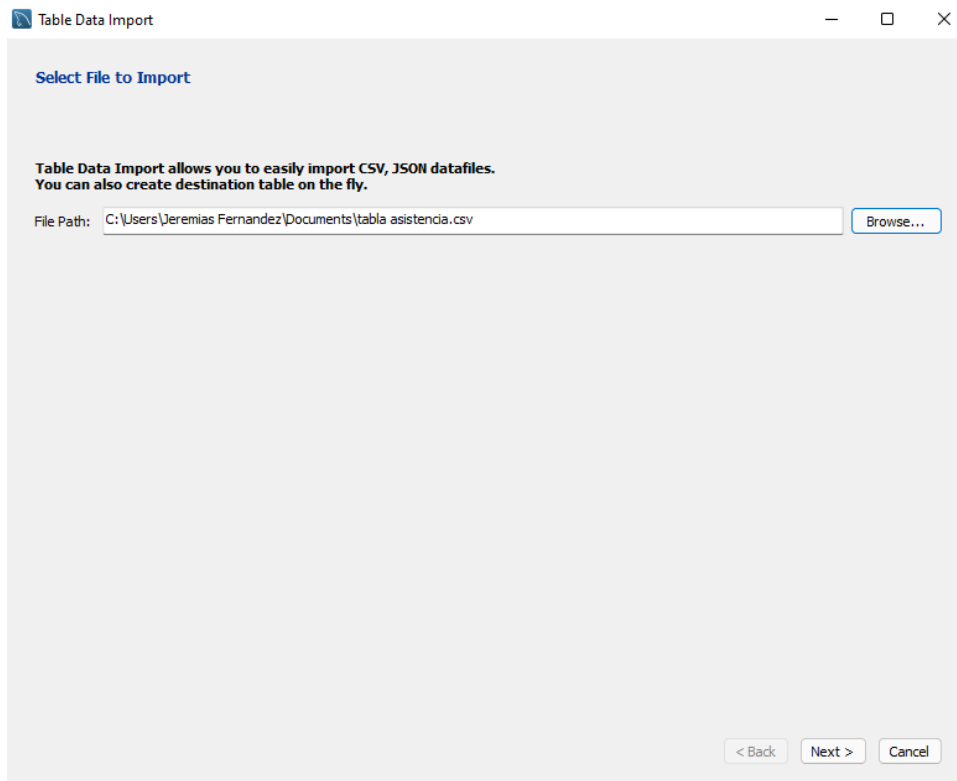 Table Data Import
Select File to Import
Table Data Import allows you to easily import CSV, JSON datafiles.
You can also create destination table on the fly.
File Path: C:\Users\Jeremias Fernandez\Documents\tabla asistencia.csv Browse...
< Back Next > Cancel